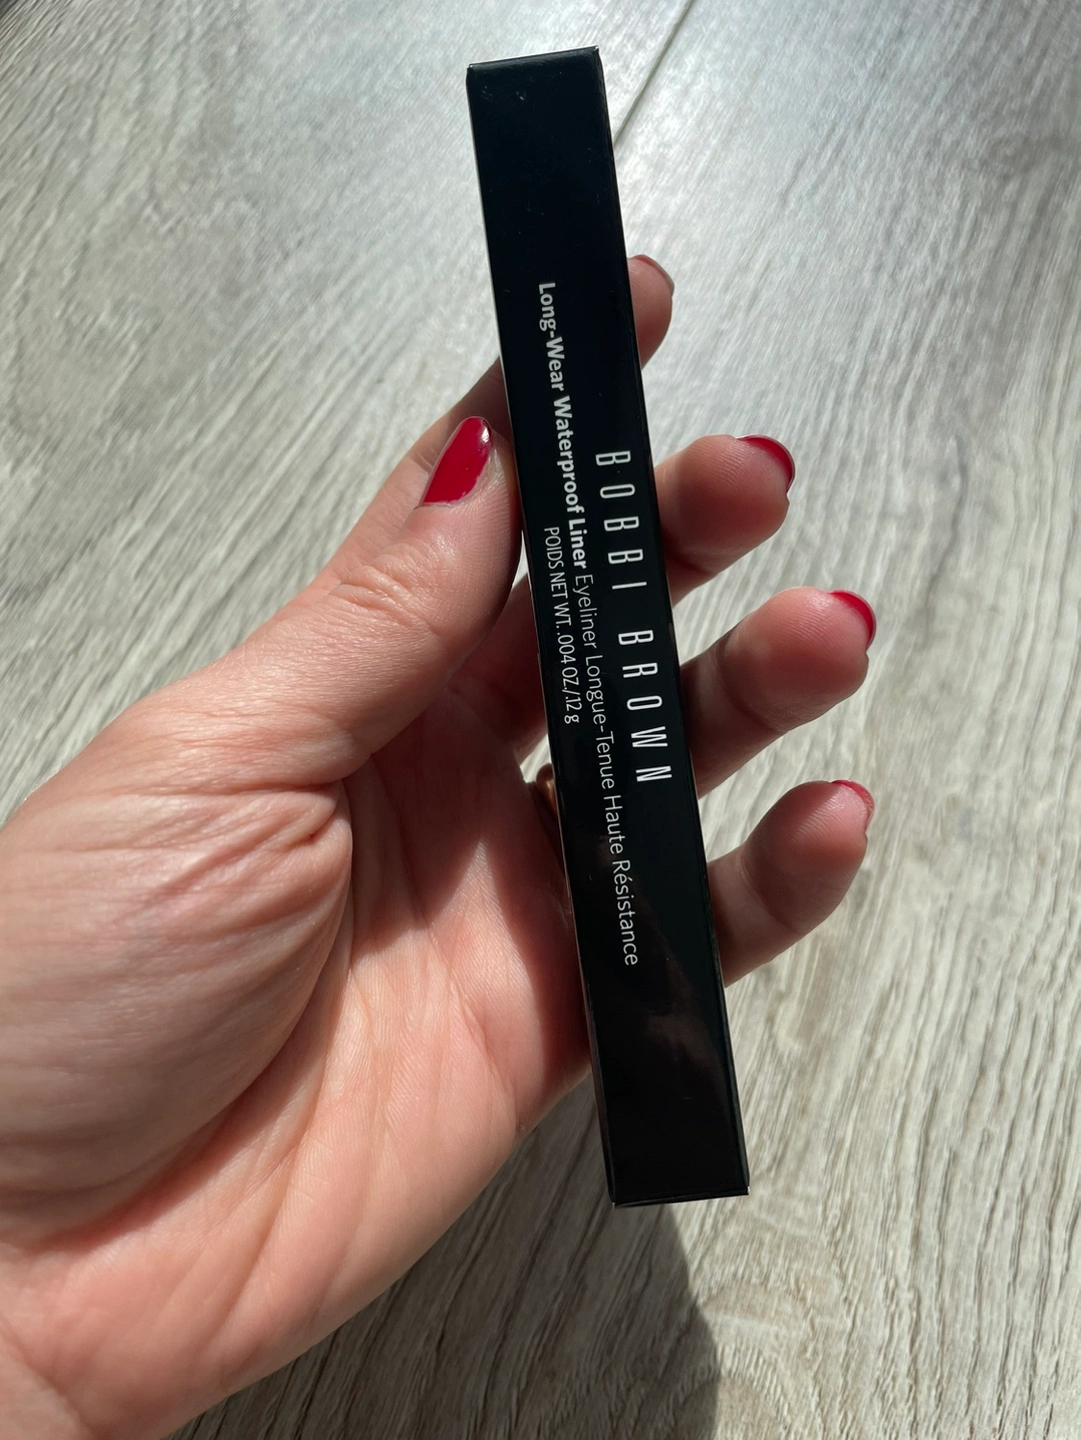 BOBBI BROWN
Long-Wear Waterproof Liner Eyeliner Longue-Tenue Haute Résistance
POIDS NET WT. .004 OZ./.12 g